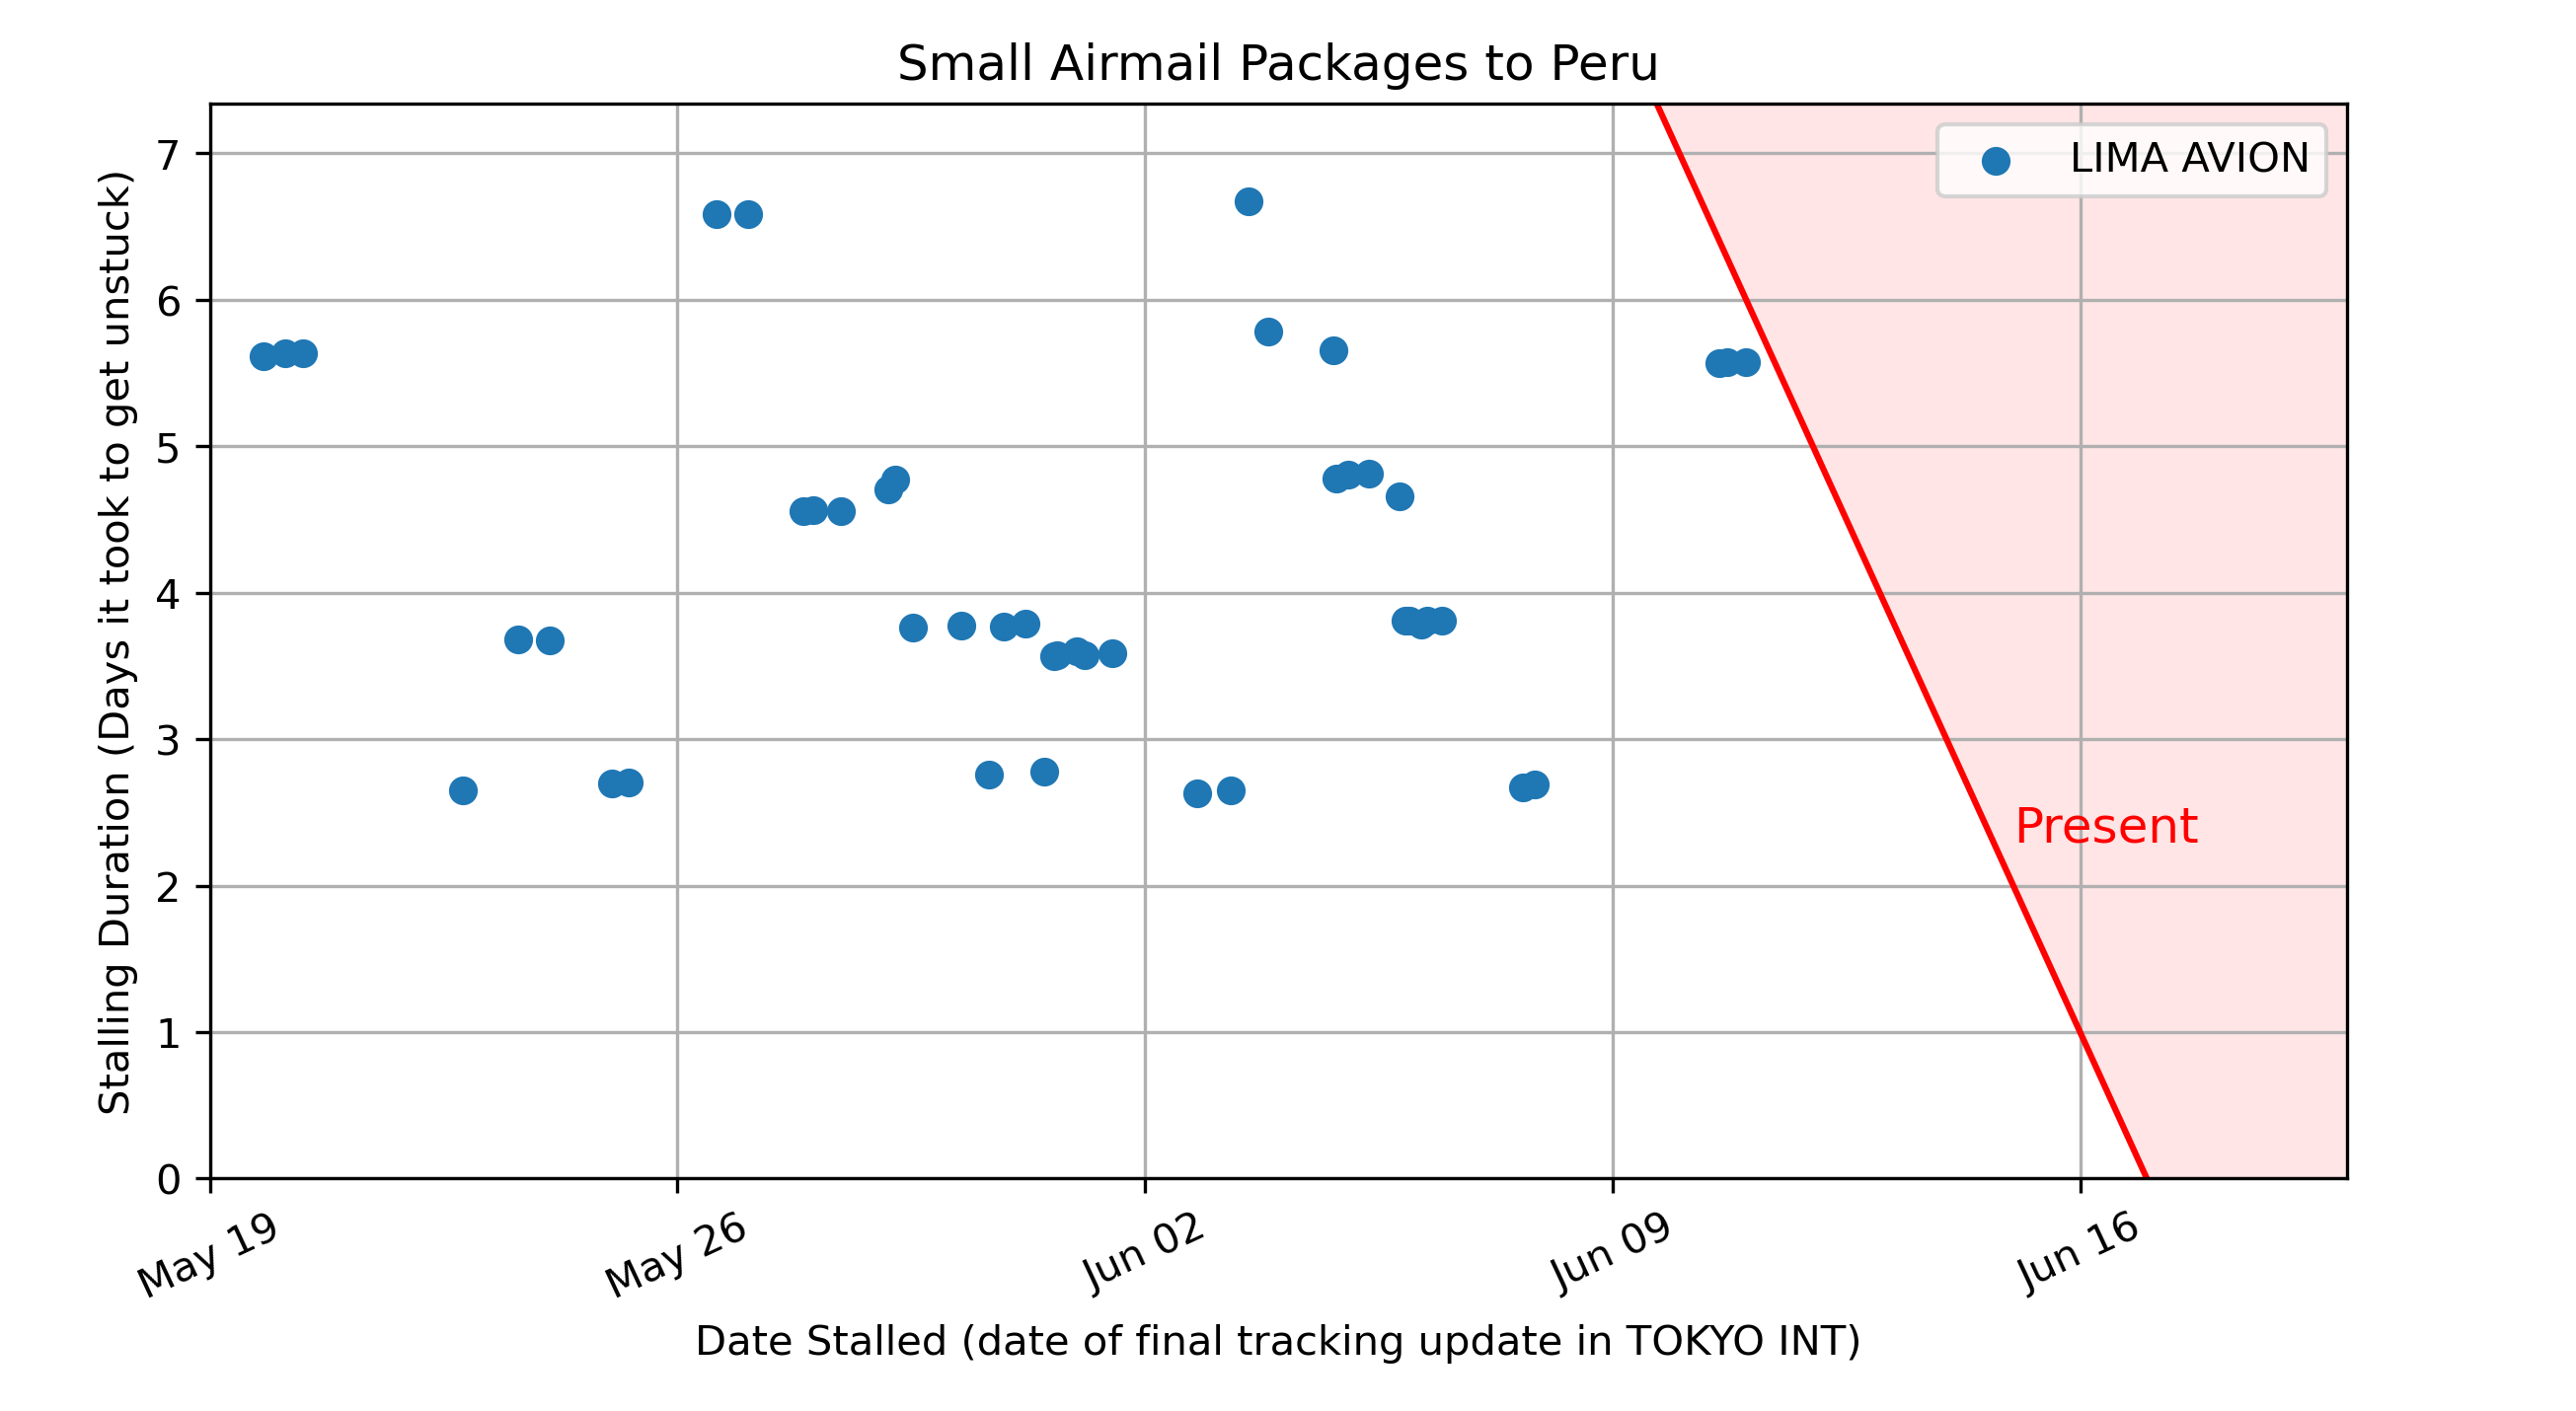 Small Airmail Packages to Peru
Stalling Duration (Days it took to get unstuck)
7
6
5
4
3
2
1
0
LIMA AVION
Present
May 19
May 26
Jun 02
Jun 09
Jun 16
Date Stalled (date of final tracking update in TOKYO INT)